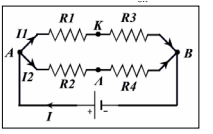 K
I1 R1 R3
A B
I2 R2 R4
Λ
I + -